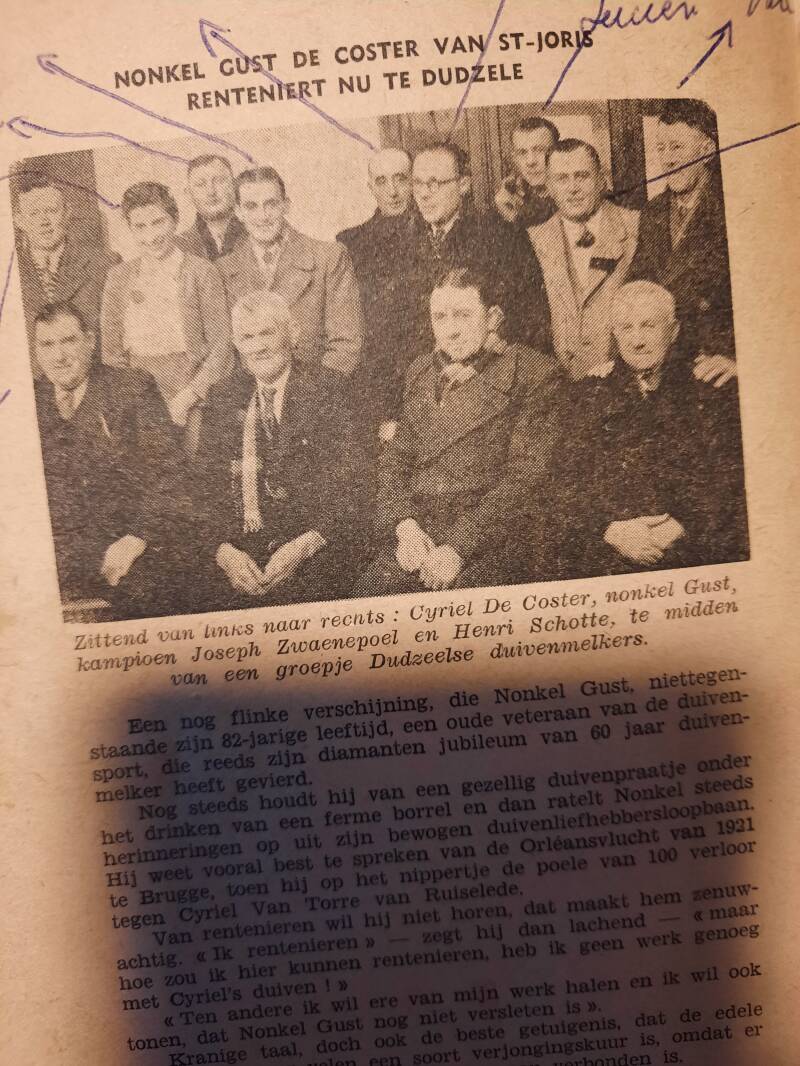 NONKEL GUST DE COSTER VAN ST-JORIS
RENTENIERT NU TE DUDZELE
Zittend van links naar rechts : Cyriel De Coster, nonkel Gust,
kampioen Joseph Zwaenepoel en Henri Schotte, te midden
van een groepje Dudzeelse duivenmelkers.
Een nog flinke verschijning, die Nonkel Gust, niettegen-
staande zijn 82-jarige leeftijd, een oude veteraan van de duiven-
sport, die reeds zijn diamanten jubileum van 60 jaar duiven-
melker heeft gevierd.
Nog steeds houdt hij van een gezellig duivenpraatje onder
het drinken van een ferme borrel en dan ratelt Nonkel steeds
herinneringen op uit zijn bewogen duivenliefhebbersloopbaan.
Hij weet vooral best te spreken van de Orléansvlucht van 1921
te Brugge, toen hij op het nippertje de poele van 100 verloor
tegen Cyriel Van Torre van Ruiselede.
Van rentenieren wil hij niet horen, dat maakt hem zenuw-
achtig. « Ik rentenieren » — zegt hij dan lachend — « maar
hoe zou ik hier kunnen rentenieren, heb ik geen werk genoeg
met Cyriel's duiven ! »
« Ten andere ik wil ere van mijn werk halen en ik wil ook
tonen, dat Nonkel Gust nog niet versleten is ».
Kranige taal, doch ook de beste getuigenis, dat de edele
een soort verjongingskuur is, omdat er
verbonden is.